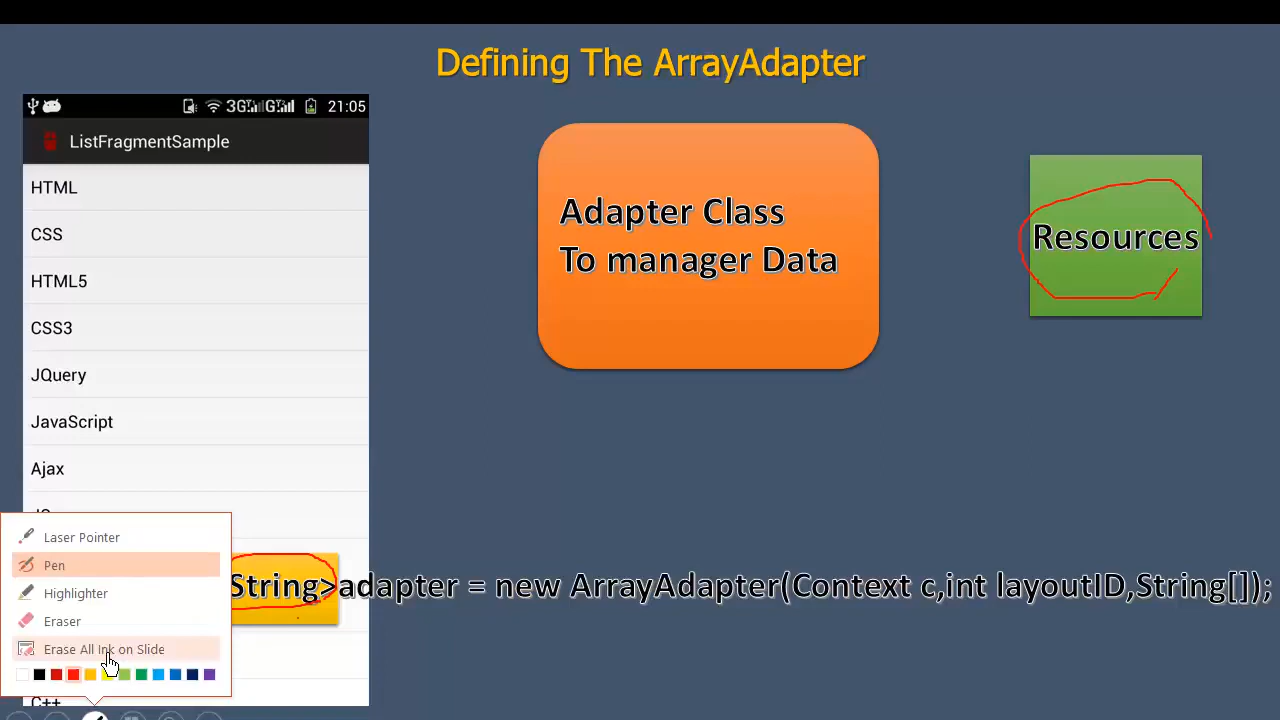 Defining The ArrayAdapter
3G G 21:05
ListFragmentSample
HTML
CSS
HTML5
CSS3
JQuery
JavaScript
Ajax
C++
Adapter Class
To manager Data
Resources
String>adapter = new ArrayAdapter(Context c,int layoutID,String[]);
Laser Pointer
Pen
Highlighter
Eraser
Erase All Ink on Slide